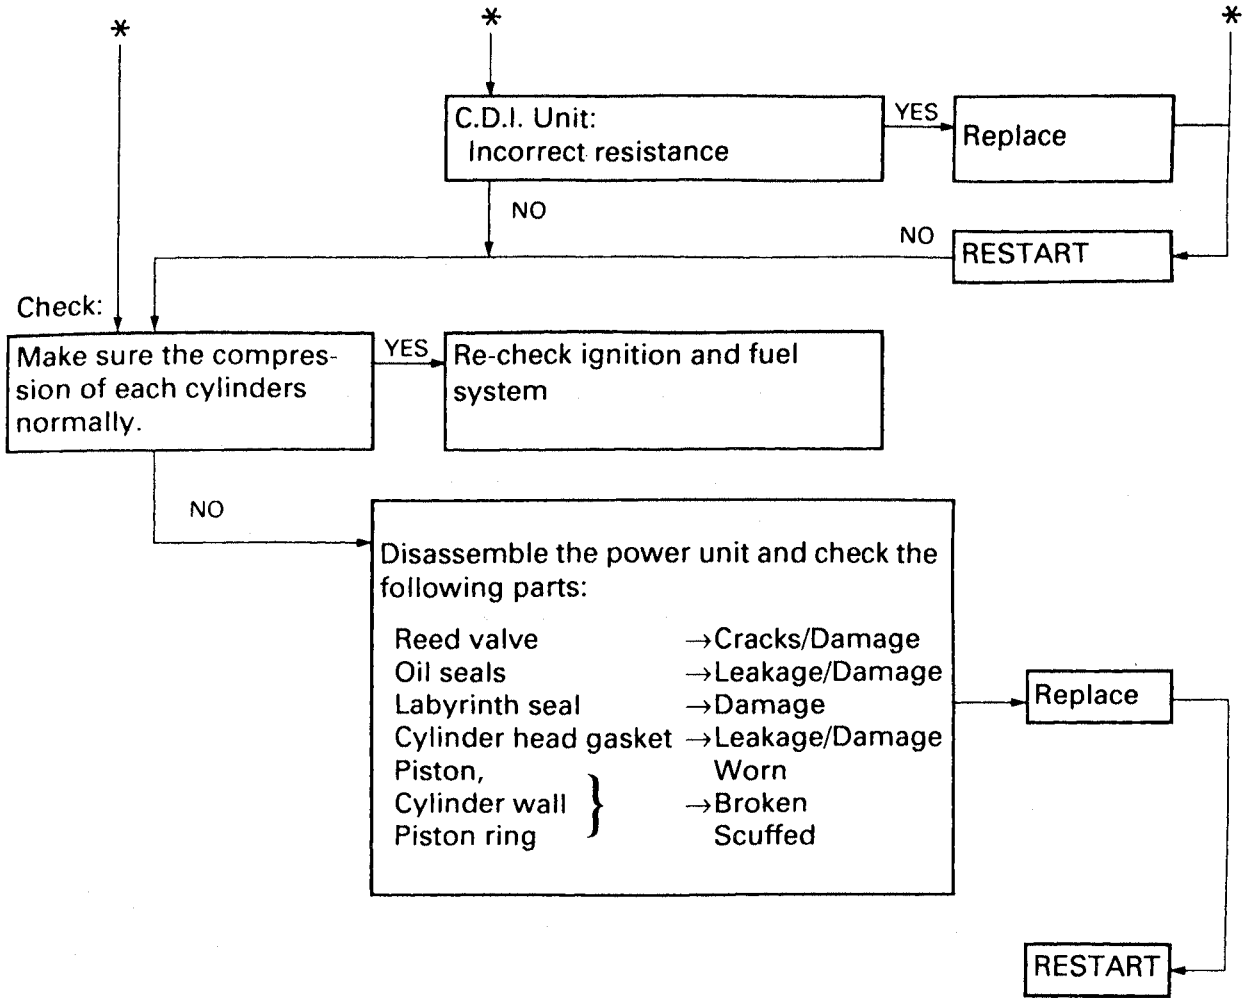 * * *
C.D.I. Unit:
Incorrect resistance
YES
Replace
NO
NO
RESTART
Check:
Make sure the compres-
sion of each cylinders
normally.
YES
Re-check ignition and fuel
system
NO
Disassemble the power unit and check the
following parts:
Reed valve →Cracks/Damage
Oil seals →Leakage/Damage
Labyrinth seal →Damage
Cylinder head gasket →Leakage/Damage
Piston, Worn
Cylinder wall } →Broken
Piston ring Scuffed
Replace
RESTART